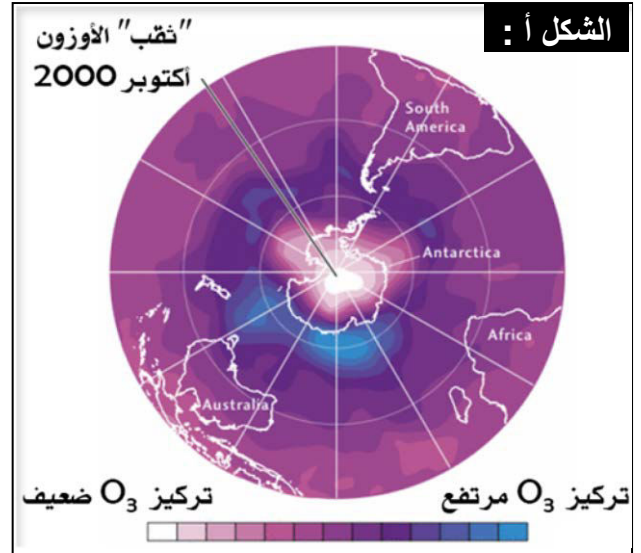 الشكل أ :
"ثقب" الأوزون
أكتوبر 2000
South
America
Antarctica
Africa
Australia
تركيز O₃ مرتفع
تركيز O₃ ضعيف